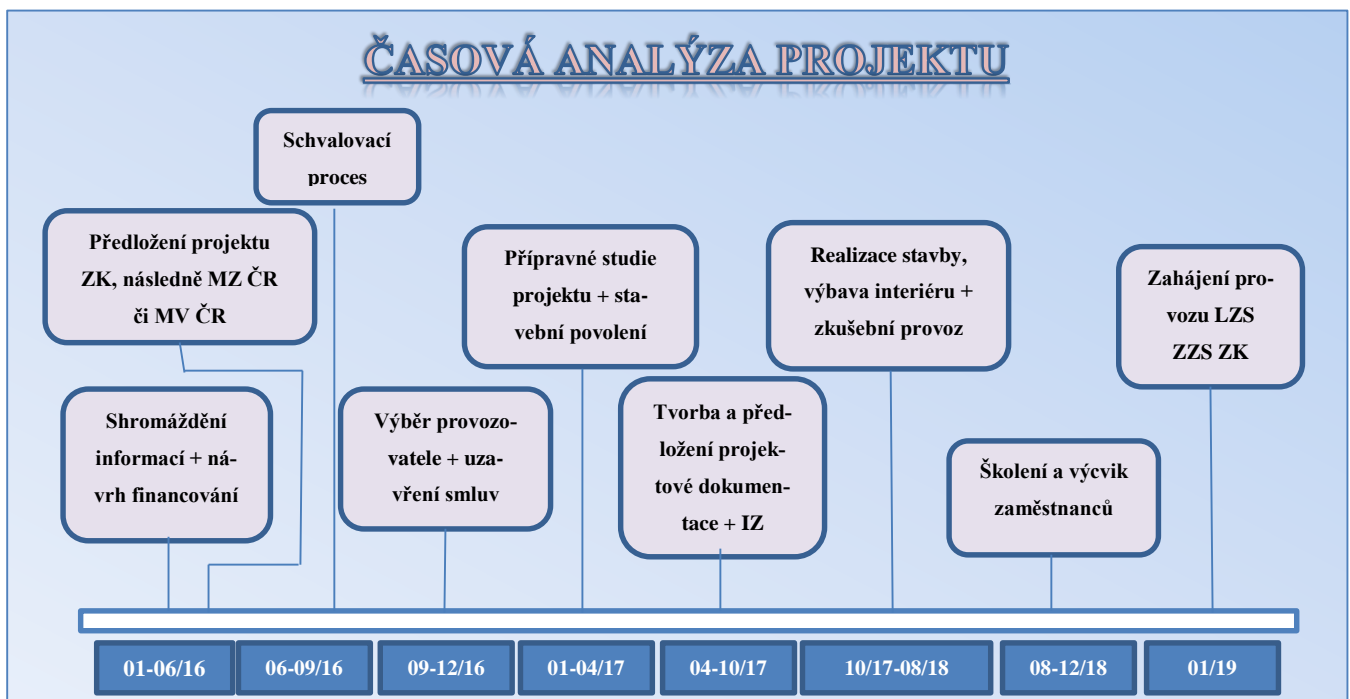 ČASOVÁ ANALÝZA PROJEKTU
Schvalovací
proces
Předložení projektu
ZK, následně MZ ČR
či MV ČR
Přípravné studie
projektu + sta-
vební povolení
Realizace stavby,
výbava interiéru +
zkušební provoz
Zahájení pro-
vozu LZS
ZZS ZK
Shromáždění
informací + ná-
vrh financování
Výběr provozo-
vatele + uza-
vření smluv
Tvorba a před-
ložení projek-
tové dokumen-
tace + IZ
Školení a výcvik
zaměstnanců
01-06/16
06-09/16
09-12/16
01-04/17
04-10/17
10/17-08/18
08-12/18
01/19